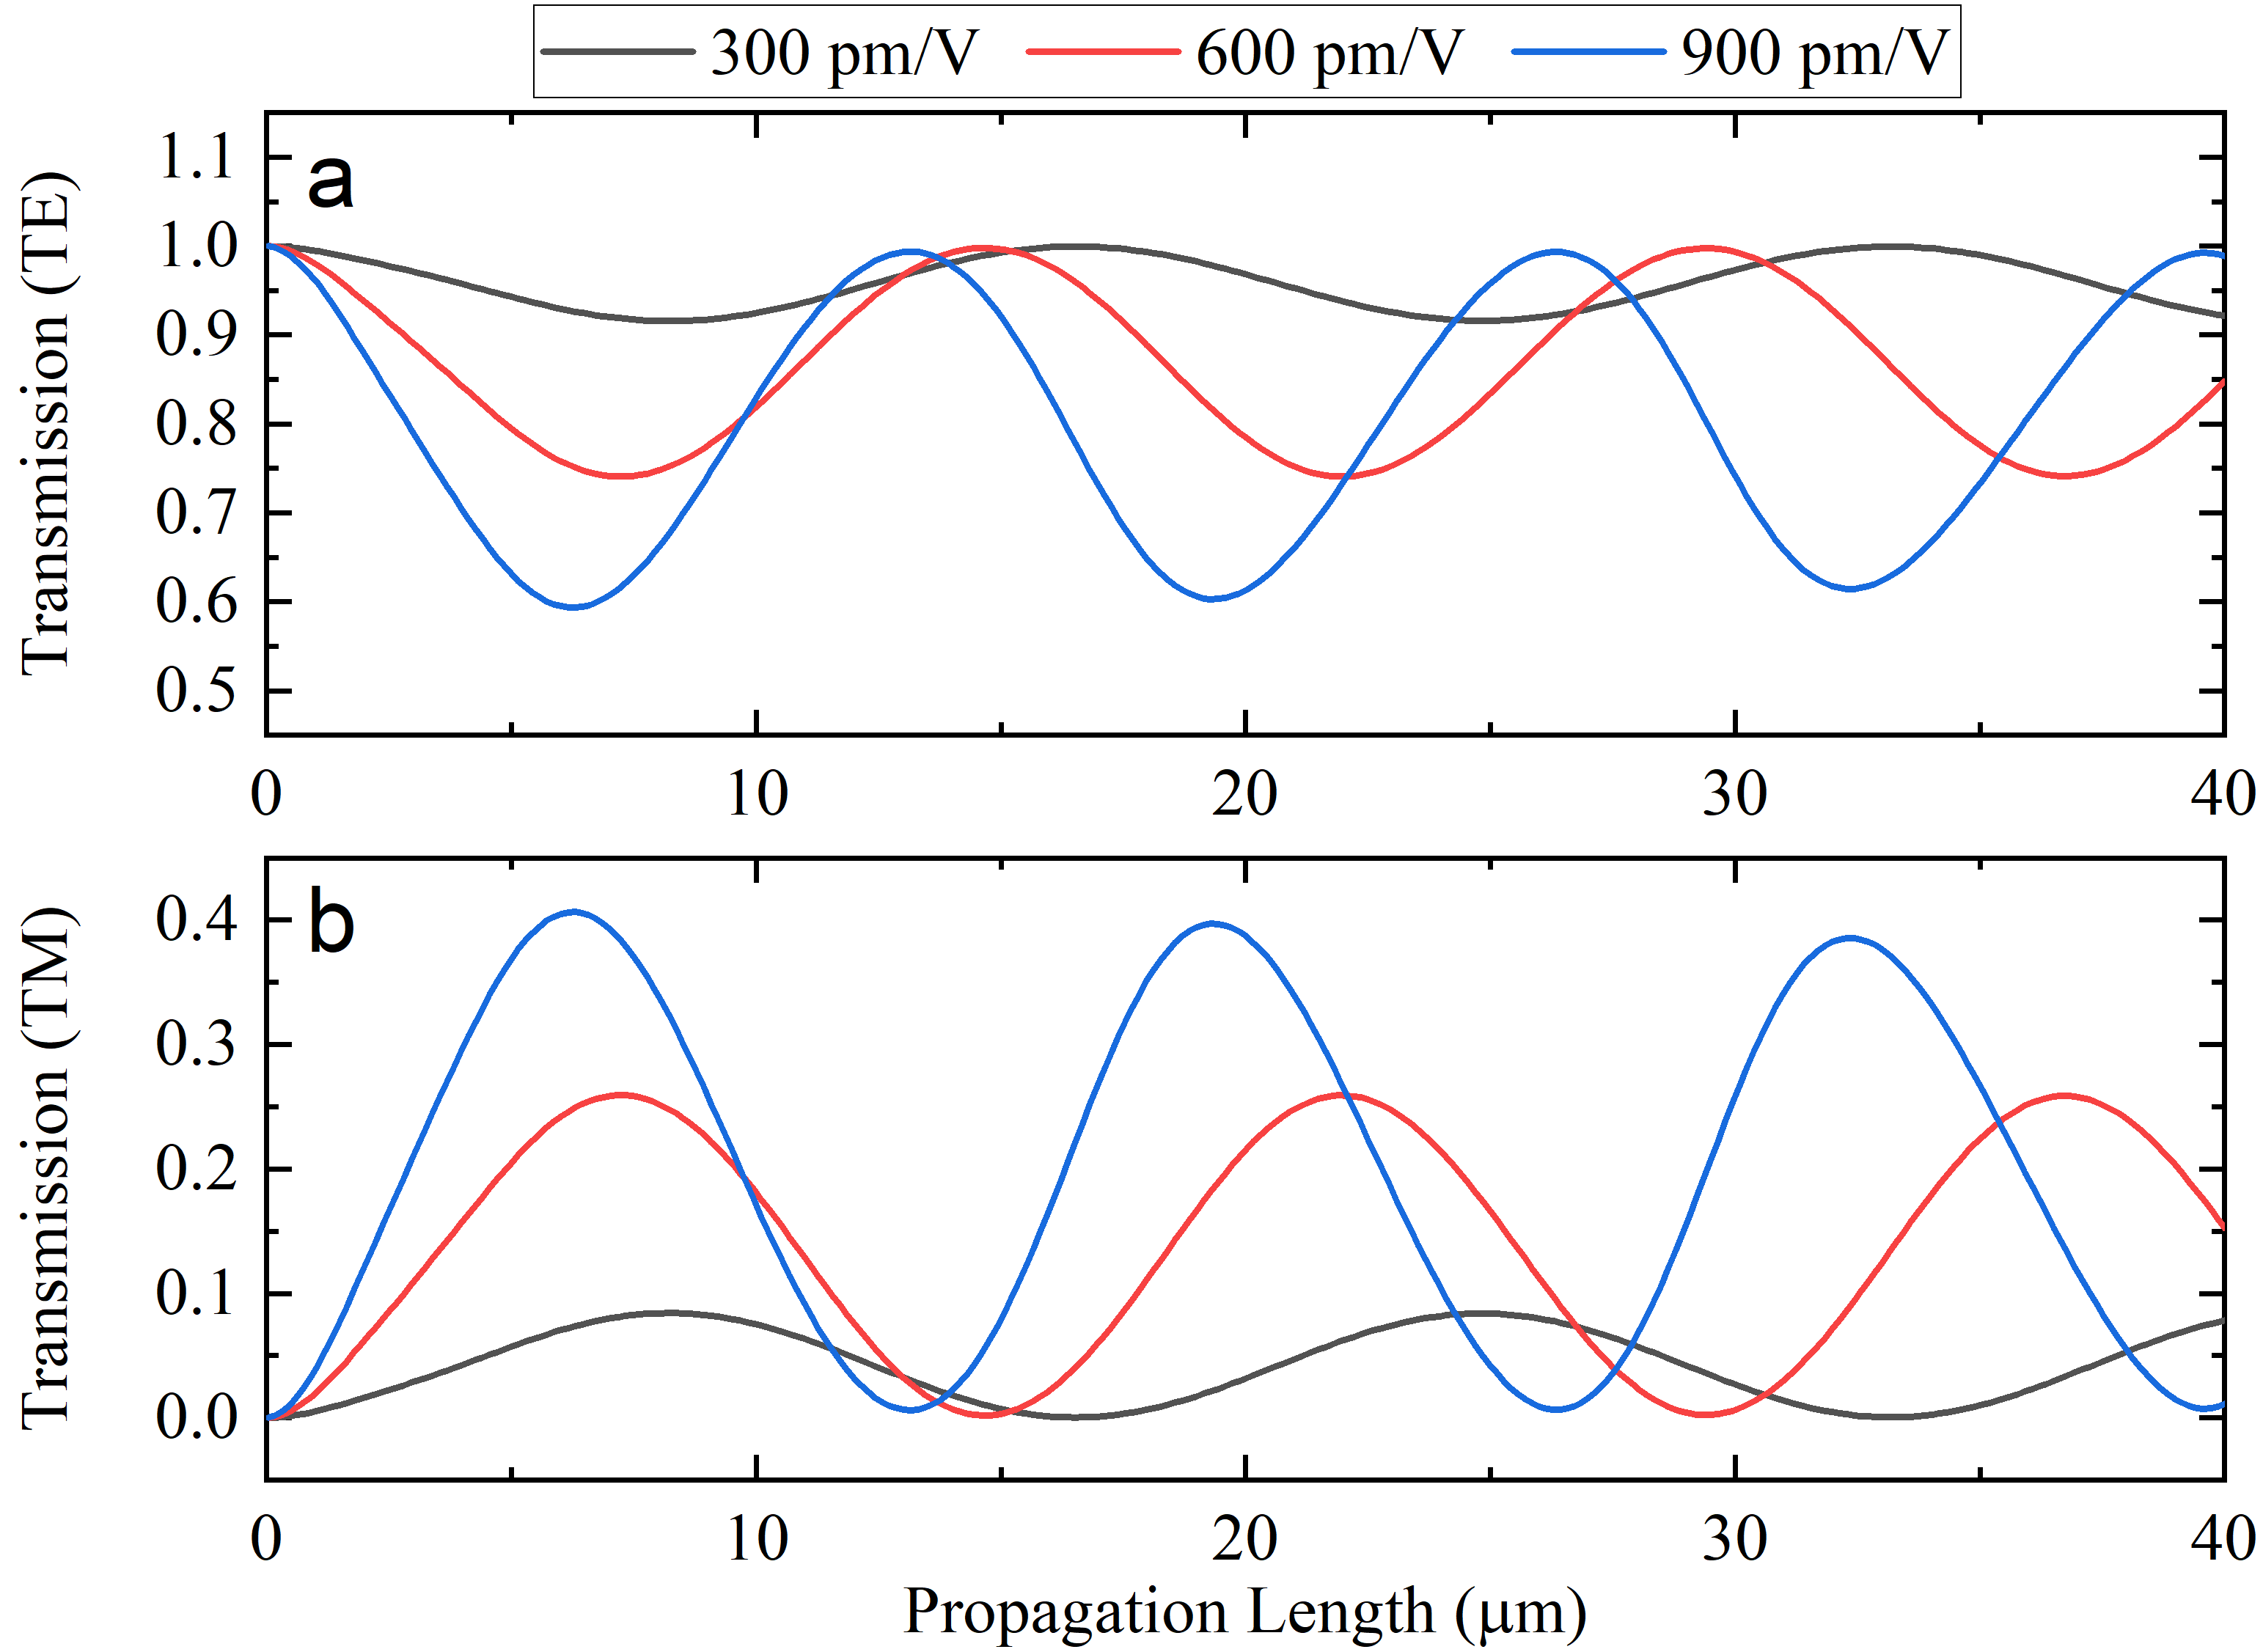 300 pm/V 600 pm/V 900 pm/V
a
Transmission (TE)
1.1
1.0
0.9
0.8
0.7
0.6
0.5
0 10 20 30 40
b
Transmission (TM)
0.4
0.3
0.2
0.1
0.0
0 10 20 30 40
Propagation Length (μm)